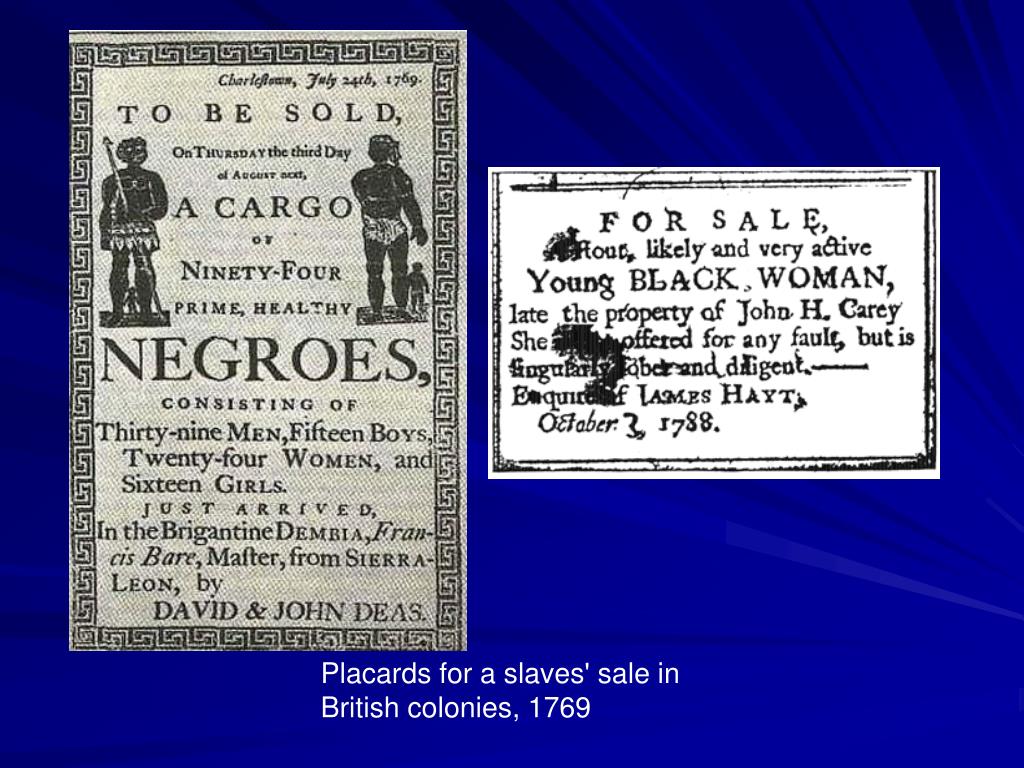 Charlestown, July 24th, 1769.
TO BE SOLD,
On THURSDAY the third Day
of AUGUST next,
A CARGO
OF
NINETY-FOUR
PRIME, HEALTHY
NEGROES,
CONSISTING OF
Thirty-nine MEN, Fifteen BOYS,
Twenty-four WOMEN, and
Sixteen GIRLS.
JUST ARRIVED,
In the Brigantine DEMBIA, Fran-
cis Bare, Master, from SIERRA-
LEON, by
DAVID & JOHN DEAS.
FOR SALE,
stout, likely and very active
Young BLACK WOMAN,
late the property of John H. Carey
She offered for any fault, but is
singularly sober and diligent.
Enquire of JAMES HAYT,
October 3, 1788.
Placards for a slaves' sale in
British colonies, 1769